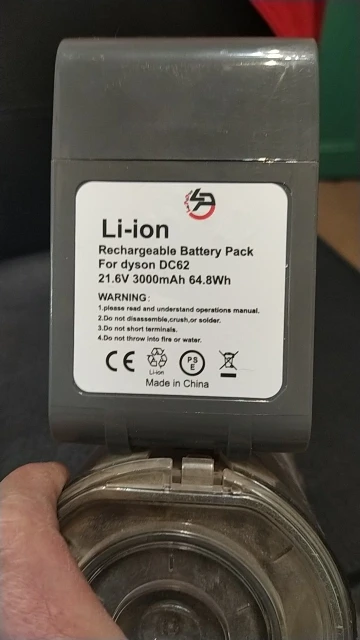 Li-ion
Rechargeable Battery Pack
For dyson DC62
21.6V 3000mAh 64.8Wh
WARNING:
1.please read and understand operations manual.
2.Do not disassemble,crush,or solder.
3.Do not short terminals.
4.Do not throw into fire or water.
CE
Li-ion
PS
E
Made in China